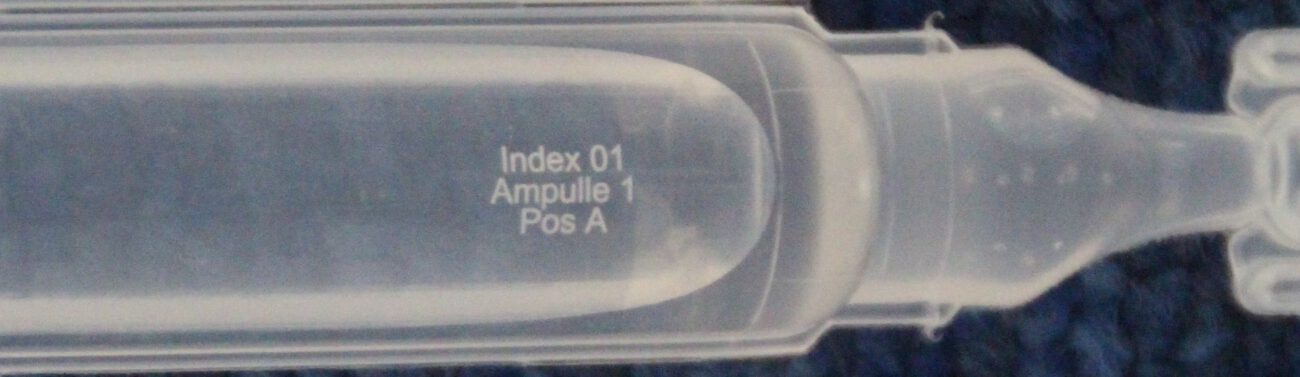 Index 01
Ampulle 1
Pos A